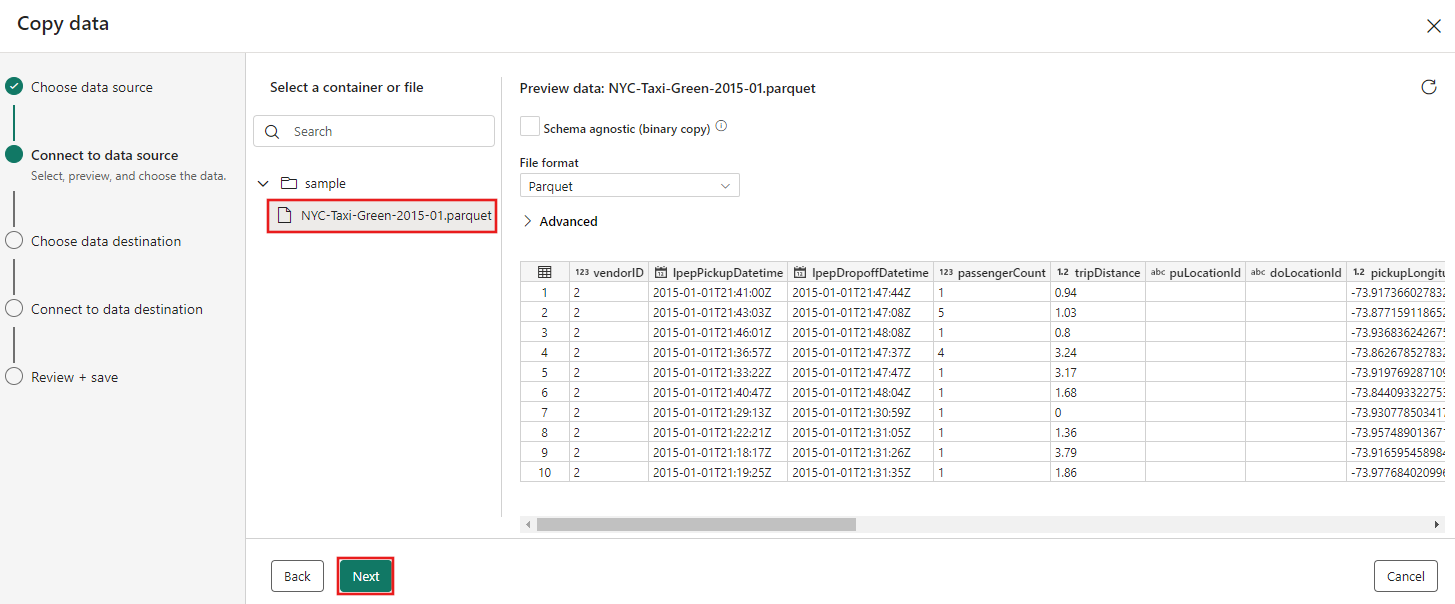 Copy data
Choose data source
Connect to data source
Select, preview, and choose the data.
Choose data destination
Connect to data destination
Review + save
Select a container or file
Search
sample
NYC-Taxi-Green-2015-01.parquet
Preview data: NYC-Taxi-Green-2015-01.parquet
Schema agnostic (binary copy)
File format
Parquet
Advanced
123 vendorID 12 lpepPickupDatetime 12 lpepDropoffDatetime 123 passengerCount 1.2 tripDistance abc puLocationId abc doLocationId 1.2 pickupLongitu
1 2 2015-01-01T21:41:00Z 2015-01-01T21:47:44Z 1 0.94 -73.917366027832
2 2 2015-01-01T21:43:03Z 2015-01-01T21:47:08Z 5 1.03 -73.877159118652
3 2 2015-01-01T21:46:01Z 2015-01-01T21:48:08Z 1 0.8 -73.936836242675
4 2 2015-01-01T21:36:57Z 2015-01-01T21:47:37Z 4 3.24 -73.862678527832
5 2 2015-01-01T21:33:22Z 2015-01-01T21:47:47Z 1 3.17 -73.919769287109
6 2 2015-01-01T21:40:47Z 2015-01-01T21:48:04Z 1 1.68 -73.844093322753
7 2 2015-01-01T21:29:13Z 2015-01-01T21:30:59Z 1 0 -73.930778503417
8 2 2015-01-01T21:22:21Z 2015-01-01T21:31:05Z 1 1.36 -73.957489013671
9 2 2015-01-01T21:18:17Z 2015-01-01T21:31:26Z 1 3.79 -73.916595458984
10 2 2015-01-01T21:19:25Z 2015-01-01T21:31:35Z 1 1.86 -73.977684020996
Back
Next
Cancel